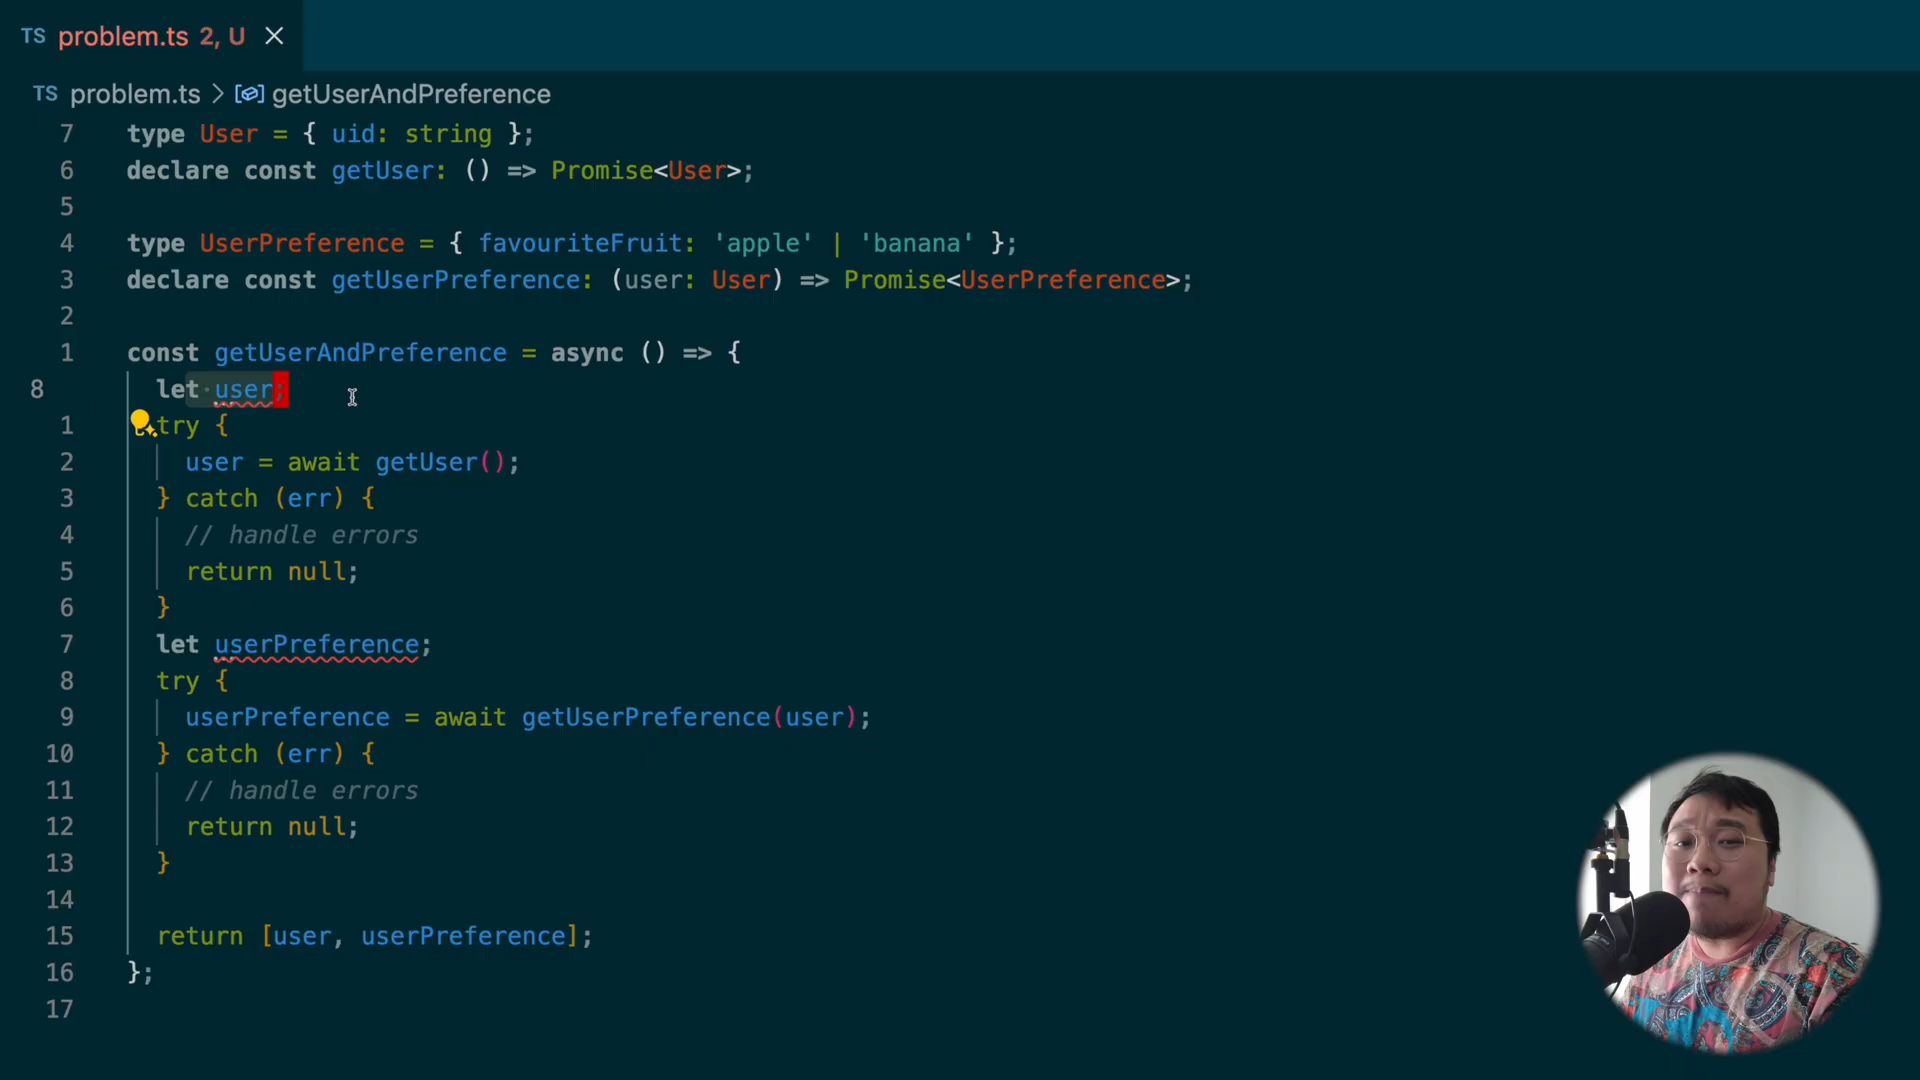 TS problem.ts 2, U
TS problem.ts > getUserAndPreference
7 type User = { uid: string };
6 declare const getUser: () => Promise<User>;
5
4 type UserPreference = { favouriteFruit: 'apple' | 'banana' };
3 declare const getUserPreference: (user: User) => Promise<UserPreference>;
2
1 const getUserAndPreference = async () => {
8 let user;
1 try {
2 user = await getUser();
3 } catch (err) {
4 // handle errors
5 return null;
6 }
7 let userPreference;
8 try {
9 userPreference = await getUserPreference(user);
10 } catch (err) {
11 // handle errors
12 return null;
13 }
14
15 return [user, userPreference];
16 };
17